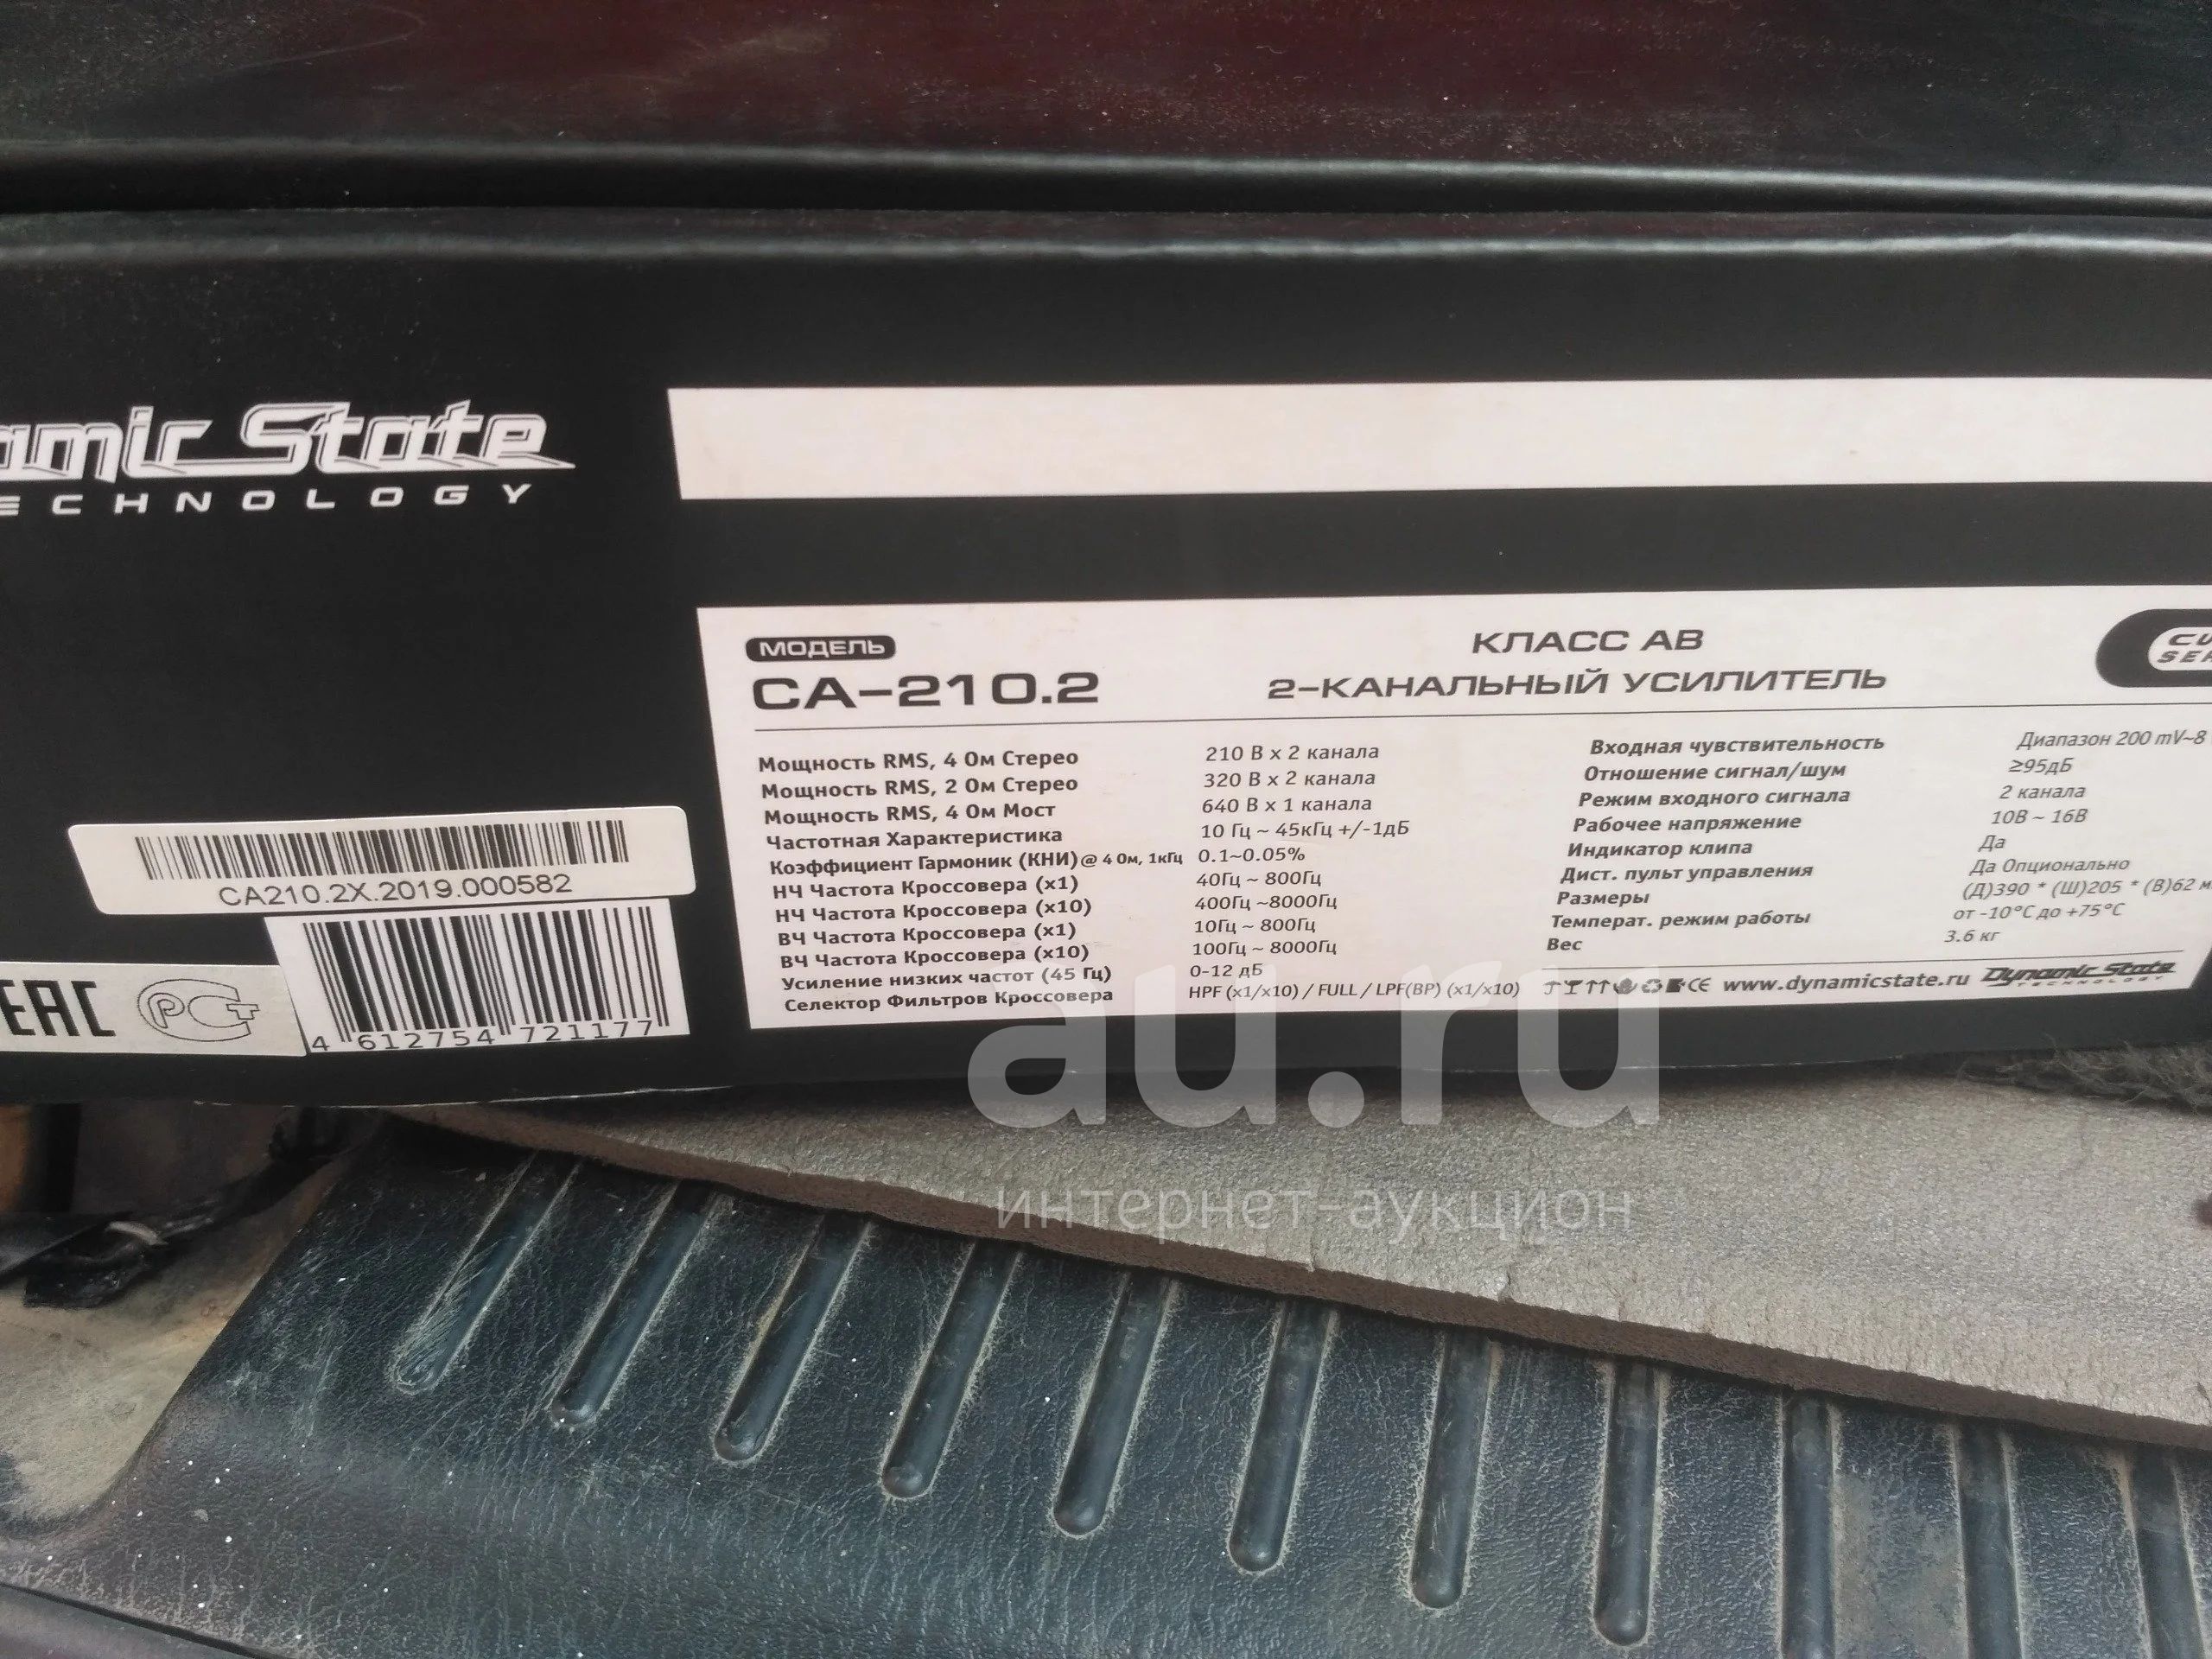 amic State
ECHNOLOGY
МОДЕЛЬ
CA-210.2
КЛАСС АВ
2-КАНАЛЬНЫЙ УСИЛИТЕЛЬ
Мощность RMS, 4 Ом Стерео 210 В x 2 канала
Мощность RMS, 2 Ом Стерео 320 В x 2 канала
Мощность RMS, 4 Ом Мост 640 В x 1 канала
Частотная Характеристика 10 Гц ~ 45кГц +/-1дБ
Коэффициент Гармоник (КНИ)@ 4 Ом, 1кГц 0.1~0.05%
НЧ Частота Кроссовера (x1) 40Гц ~ 800Гц
НЧ Частота Кроссовера (x10) 400Гц ~8000Гц
ВЧ Частота Кроссовера (x1) 10Гц ~ 800Гц
ВЧ Частота Кроссовера (x10) 100Гц ~ 8000Гц
Усиление низких частот (45 Гц) 0-12 дБ
Селектор Фильтров Кроссовера HPF (x1/x10) / FULL / LPF(BP) (x1/x10)
Входная чувствительность Диапазон 200 mV~8
Отношение сигнал/шум ≥95дБ
Режим входного сигнала 2 канала
Рабочее напряжение 10В ~ 16В
Индикатор клипа Да
Дист. пульт управления Да Опционально
Размеры (Д)390 * (Ш)205 * (В)62 м
Температ. режим работы от -10°C до +75°C
Вес 3.6 кг
CE www.dynamicstate.ru Dynamic State
TECHNOLOGY
CA210.2X.2019.000582
EAC РСТ
4 612754 721177
au.ru
интернет-аукцион